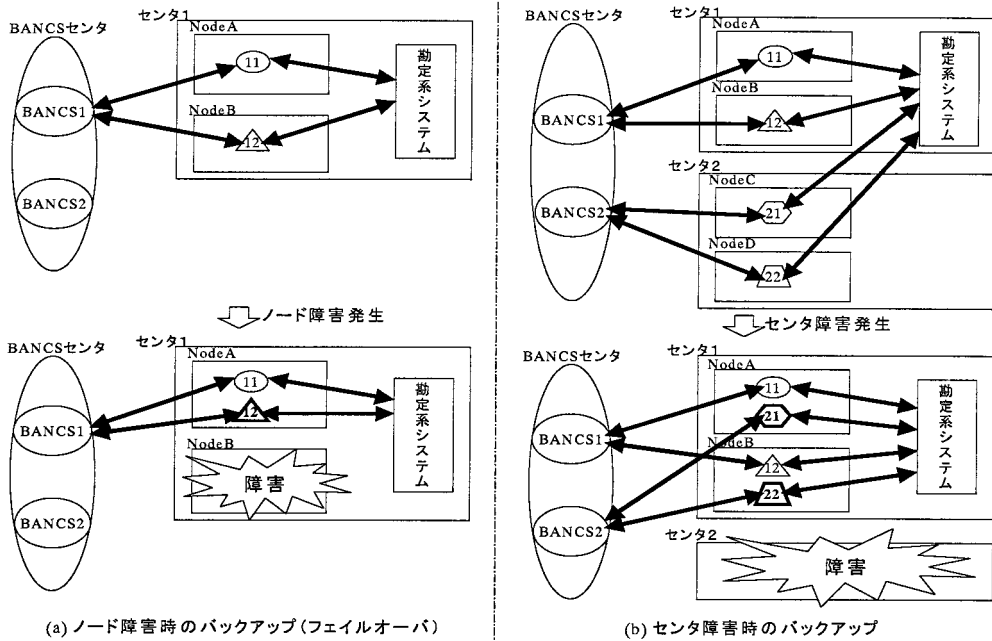 センタ1
BANCSセンタ
NodeA
11
BANCS1
NodeB
12
BANCS2
勘定系システム
ノード障害発生
BANCSセンタ
センタ1
NodeA
11
12
BANCS1
NodeB
障害
BANCS2
勘定系システム
(a) ノード障害時のバックアップ(フェイルオーバ)
センタ1
BANCSセンタ
NodeA
11
NodeB
BANCS1
12
勘定系システム
センタ2
NodeC
BANCS2
21
NodeD
22
センタ障害発生
BANCSセンタ
センタ1
NodeA
11
21
BANCS1
NodeB
12
22
BANCS2
勘定系システム
センタ2
障害
(b) センタ障害時のバックアップ